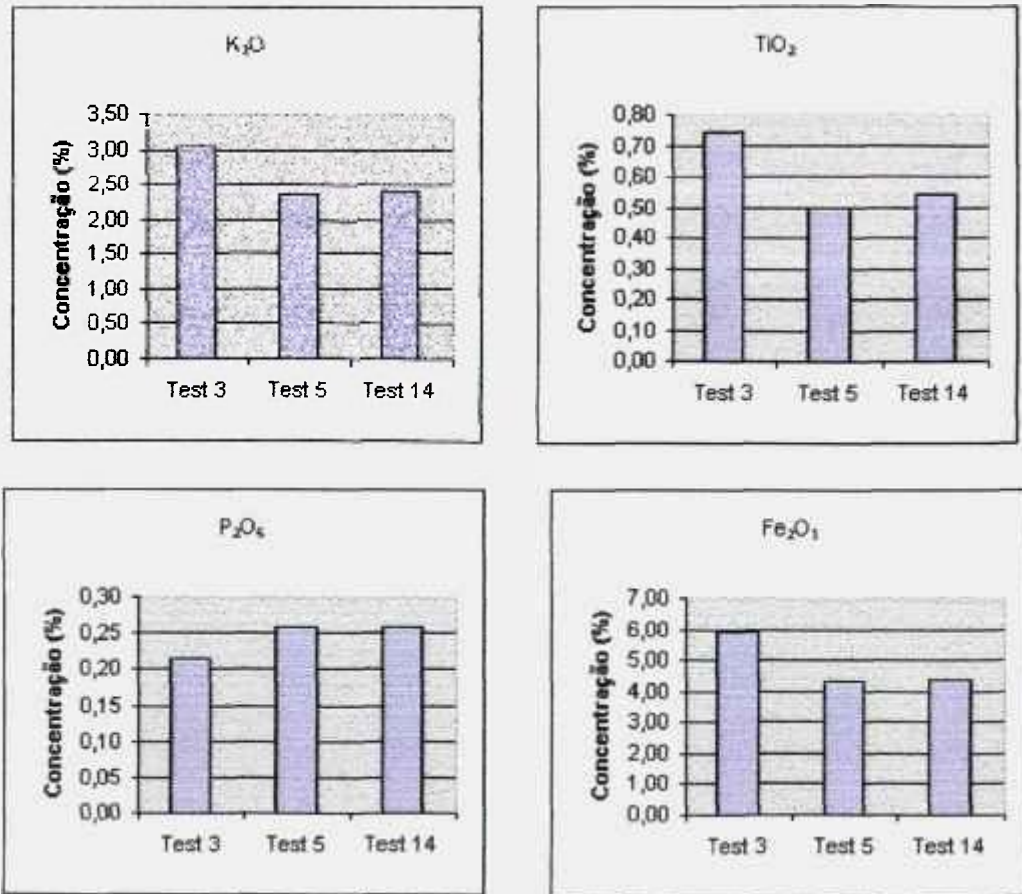 K₂O
Concentração (%)
3,50
3,00
2,50
2,00
1,50
1,00
0,50
0,00
Test 3 Test 5 Test 14
TiO₂
Concentração (%)
0,80
0,70
0,60
0,50
0,40
0,30
0,20
0,10
0,00
Test 3 Test 5 Test 14
P₂O₅
Concentração (%)
0,30
0,25
0,20
0,15
0,10
0,05
0,00
Test 3 Test 5 Test 14
Fe₂O₃
Concentração (%)
7,00
6,00
5,00
4,00
3,00
2,00
1,00
0,00
Test 3 Test 5 Test 14